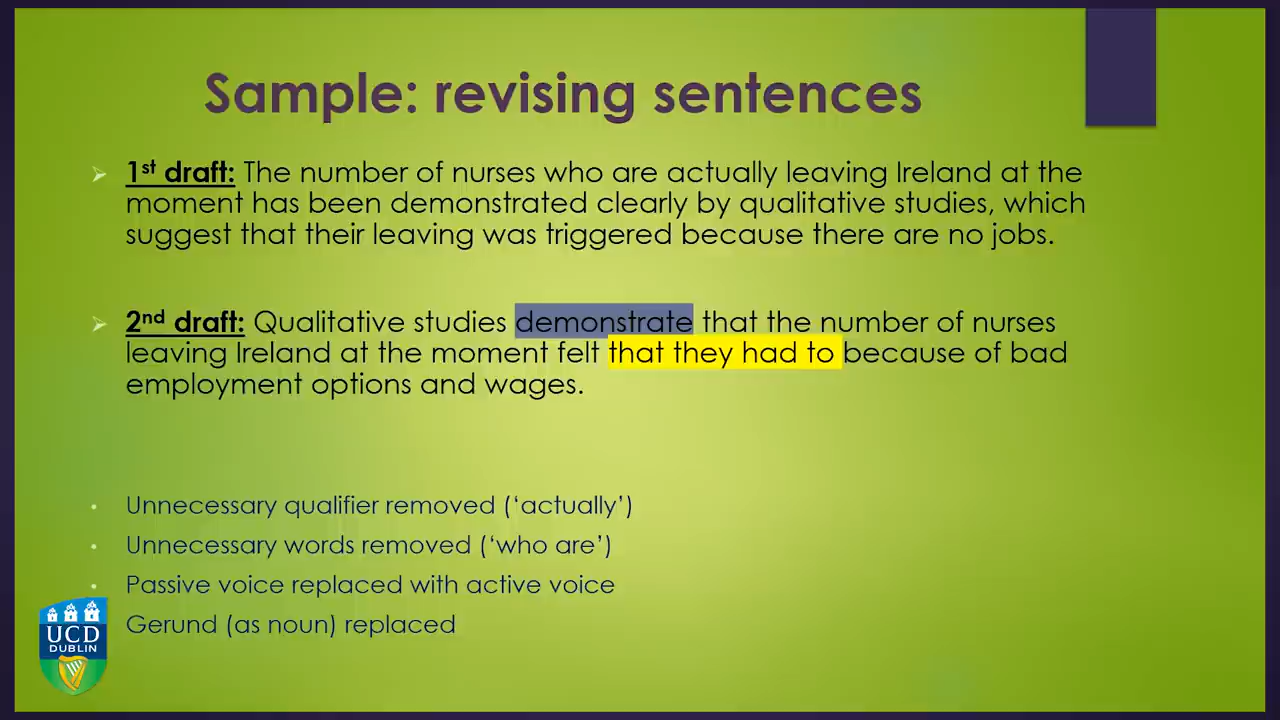 Sample: revising sentences
1st draft: The number of nurses who are actually leaving Ireland at the
moment has been demonstrated clearly by qualitative studies, which
suggest that their leaving was triggered because there are no jobs.
2nd draft: Qualitative studies demonstrate that the number of nurses
leaving Ireland at the moment felt that they had to because of bad
employment options and wages.
Unnecessary qualifier removed (‘actually’)
Unnecessary words removed (‘who are’)
Passive voice replaced with active voice
Gerund (as noun) replaced
UCD
DUBLIN